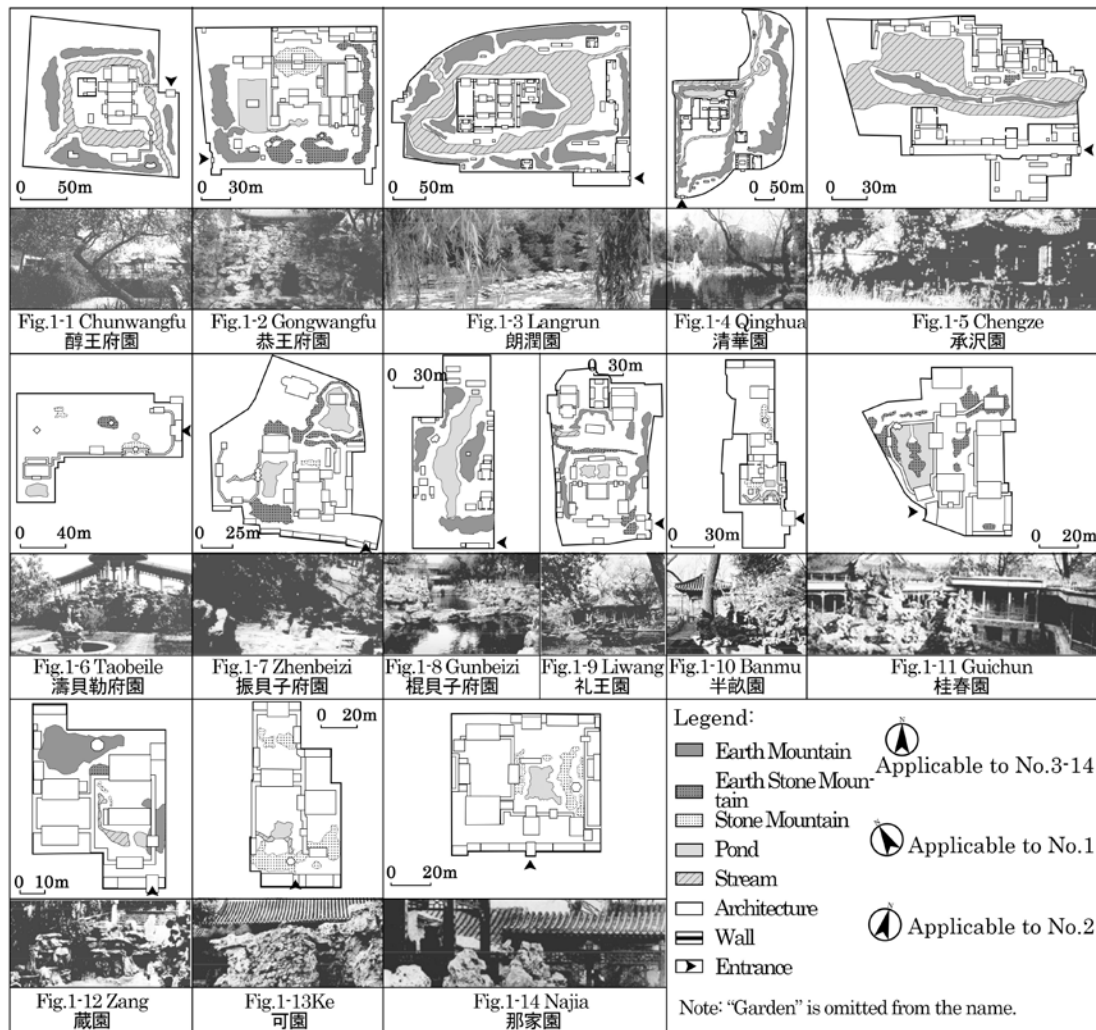 0 50m
0 30m
0 50m
0 50m
0 30m
Fig.1-1 Chunwangfu
醇王府園
Fig.1-2 Gongwangfu
恭王府園
Fig.1-3 Langrun
朗潤園
Fig.1-4 Qinghua
清華園
Fig.1-5 Chengze
承沢園
0 40m
0 25m
0 30m
0 30m
0 30m
0 20m
Fig.1-6 Taobeile
濤貝勒府園
Fig.1-7 Zhenbeizi
振貝子府園
Fig.1-8 Gunbeizi
棍貝子府園
Fig.1-9 Liwang
礼王園
Fig.1-10 Banmu
半畝園
Fig.1-11 Guichun
桂春園
0 10m
0 20m
0 20m
Fig.1-12 Zang
蔵園
Fig.1-13Ke
可園
Fig.1-14 Najia
那家園
Legend:
Earth Mountain
Earth Stone Moun-
tain
Stone Mountain
Pond
Stream
Architecture
Wall
Entrance
N
Applicable to No.3-14
N
Applicable to No.1
N
Applicable to No.2
Note: “Garden” is omitted from the name.